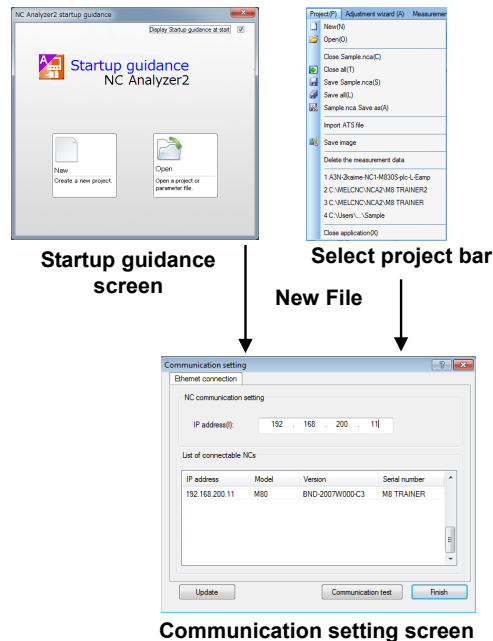 NC Analyzer2 startup guidance
Display Startup guidance at start
Startup guidance
NC Analyzer2
New
Create a new project.
Open
Open a project or
parameter file.
Startup guidance
screen
Project(P) Adjustment wizard (A) Measuremer
New(N)
Open(O)
Close Sample.nca(C)
Close all(T)
Save Sample.nca(S)
Save all(L)
Sample.nca Save as(A)
Import ATS file
Save image
Delete the measurement data
1 A3N-2kaime-NC1-M830S-plc-L-Eamp
2 C:\MELCNC\NCA2\M8 TRAINER2
3 C:\MELCNC\NCA2\M8 TRAINER
4 C:\Users\...\Sample
Close application(X)
Select project bar
New File
Communication setting
Ethernet connection
NC communication setting
IP address(I): 192 . 168 . 200 . 11
List of connectable NCs
IP address Model Version Serial number
192.168.200.11 M80 BND-2007W000-C3 M8 TRAINER
Update Communication test Finish
Communication setting screen